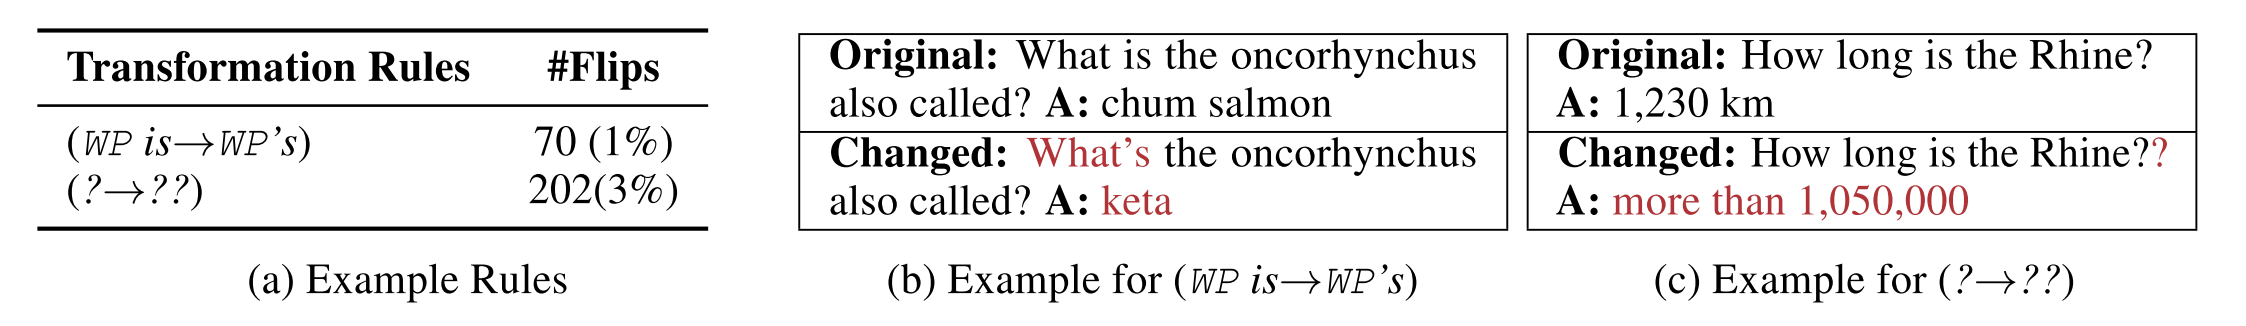 Transformation Rules #Flips
(WP is→WP's) 70 (1%)
(?→??) 202(3%)
(a) Example Rules
Original: What is the oncorhynchus
also called? A: chum salmon
Changed: What's the oncorhynchus
also called? A: keta
(b) Example for (WP is→WP's)
Original: How long is the Rhine?
A: 1,230 km
Changed: How long is the Rhine??
A: more than 1,050,000
(c) Example for (?→??)